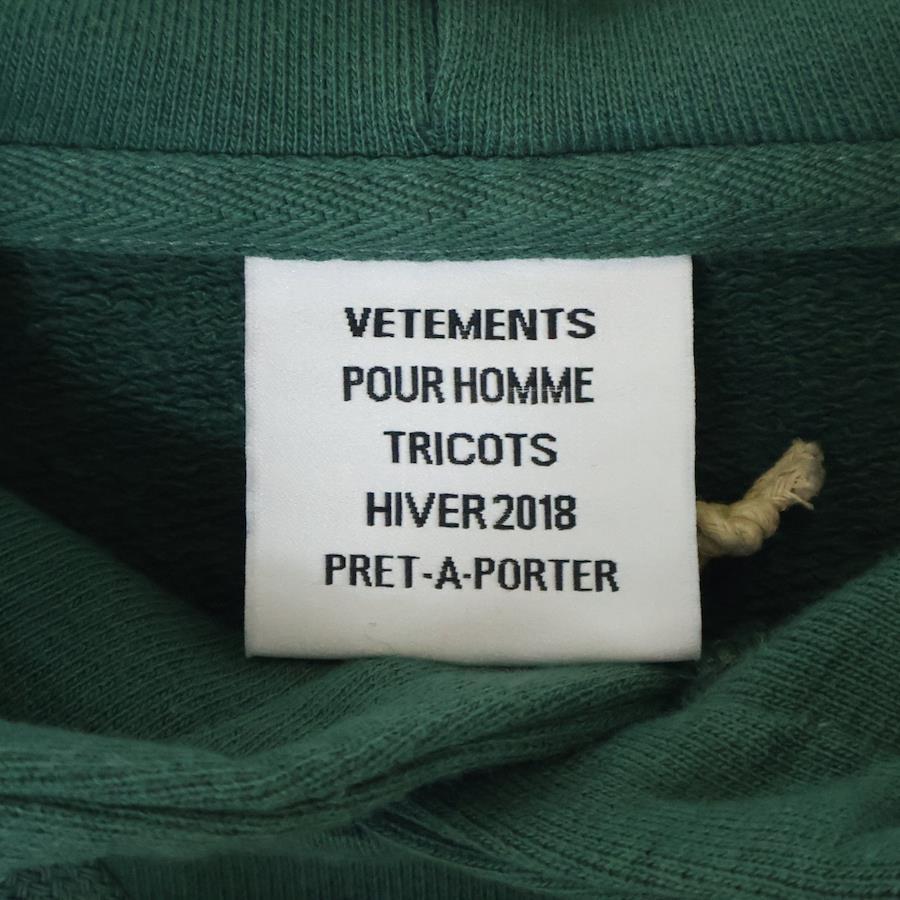 VETEMENTS
POUR HOMME
TRICOTS
HIVER 2018
PRET-A-PORTER